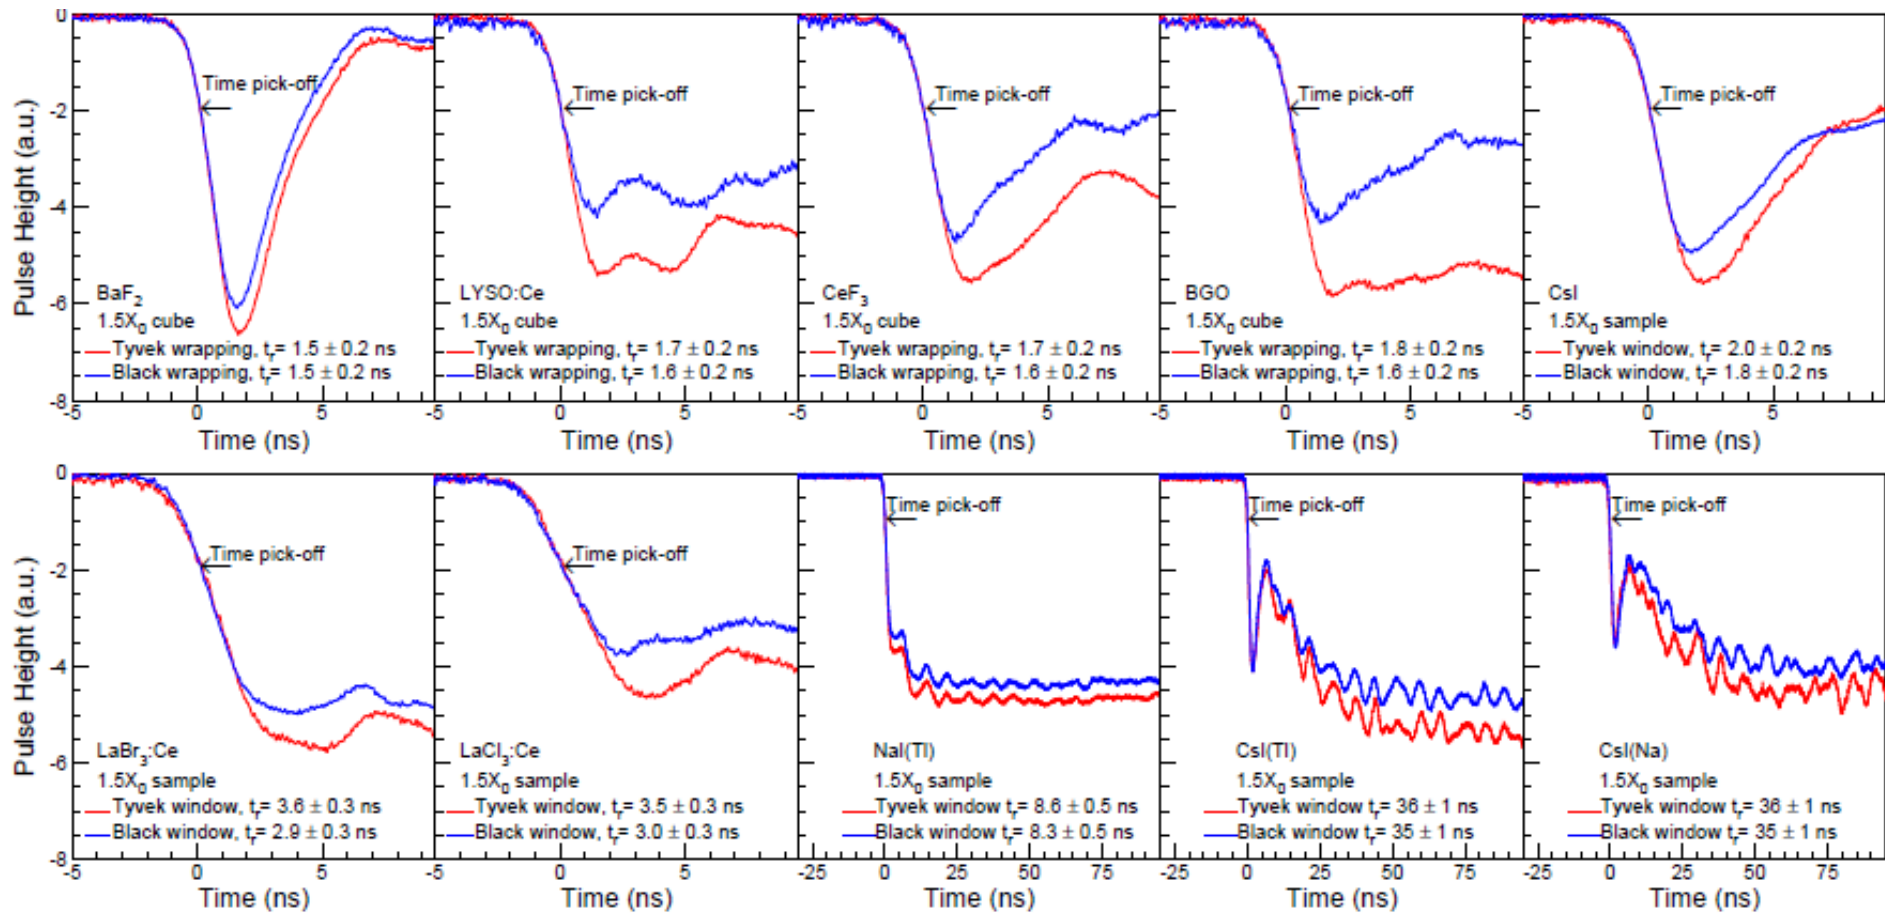 Pulse Height (a.u.)
0
-2
-4
-6
-8
Time pick-off
BaF2
1.5X0 cube
Tyvek wrapping, tr= 1.5 ± 0.2 ns
Black wrapping, tr= 1.5 ± 0.2 ns
-5 0 5
Time (ns)
Time pick-off
LYSO:Ce
1.5X0 cube
Tyvek wrapping, tr= 1.7 ± 0.2 ns
Black wrapping, tr= 1.6 ± 0.2 ns
-5 0 5
Time (ns)
Time pick-off
CeF3
1.5X0 cube
Tyvek wrapping, tr= 1.7 ± 0.2 ns
Black wrapping, tr= 1.6 ± 0.2 ns
-5 0 5
Time (ns)
Time pick-off
BGO
1.5X0 cube
Tyvek wrapping, tr= 1.8 ± 0.2 ns
Black wrapping, tr= 1.6 ± 0.2 ns
-5 0 5
Time (ns)
Time pick-off
CsI
1.5X0 sample
Tyvek window, tr= 2.0 ± 0.2 ns
Black window, tr= 1.8 ± 0.2 ns
-5 0 5
Time (ns)
Pulse Height (a.u.)
0
-2
-4
-6
-8
Time pick-off
LaBr3:Ce
1.5X0 sample
Tyvek window, tr= 3.6 ± 0.3 ns
Black window, tr= 2.9 ± 0.3 ns
-5 0 5
Time (ns)
Time pick-off
LaCl3:Ce
1.5X0 sample
Tyvek window, tr= 3.5 ± 0.3 ns
Black window, tr= 3.0 ± 0.3 ns
-5 0 5
Time (ns)
Time pick-off
NaI(Tl)
1.5X0 sample
Tyvek window tr= 8.6 ± 0.5 ns
Black window tr= 8.3 ± 0.5 ns
-25 0 25 50 75
Time (ns)
Time pick-off
CsI(Tl)
1.5X0 sample
Tyvek window tr= 36 ± 1 ns
Black window tr= 35 ± 1 ns
-25 0 25 50 75
Time (ns)
Time pick-off
CsI(Na)
1.5X0 sample
Tyvek window tr= 36 ± 1 ns
Black window tr= 35 ± 1 ns
-25 0 25 50 75
Time (ns)